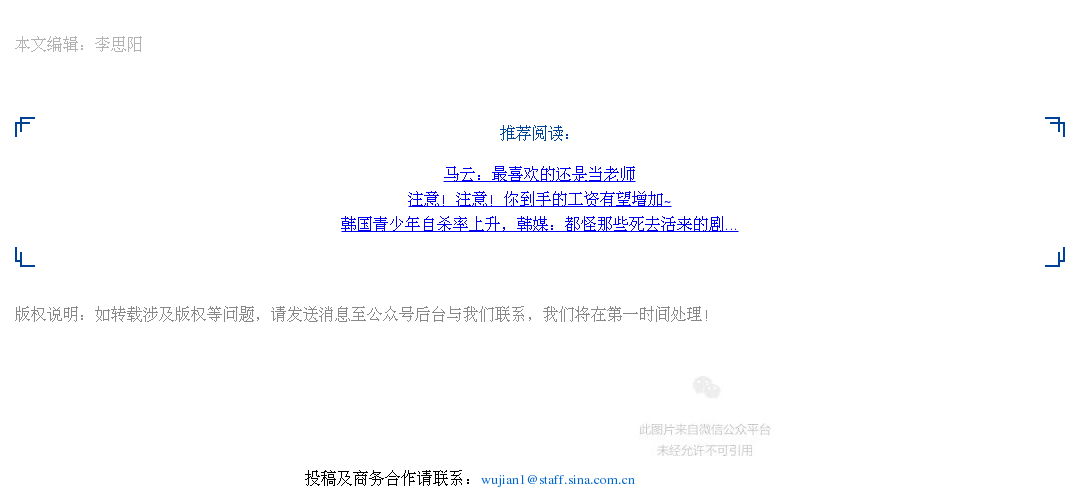 本文编辑：李思阳
推荐阅读：
马云：最喜欢的还是当老师
注意！注意！你到手的工资有望增加~
韩国青少年自杀率上升，韩媒：都怪那些死去活来的剧...
版权说明：如转载涉及版权等问题，请发送消息至公众号后台与我们联系，我们将在第一时间处理！
此图片来自微信公众平台
未经允许不可引用
投稿及商务合作请联系：wujian1@staff.sina.com.cn